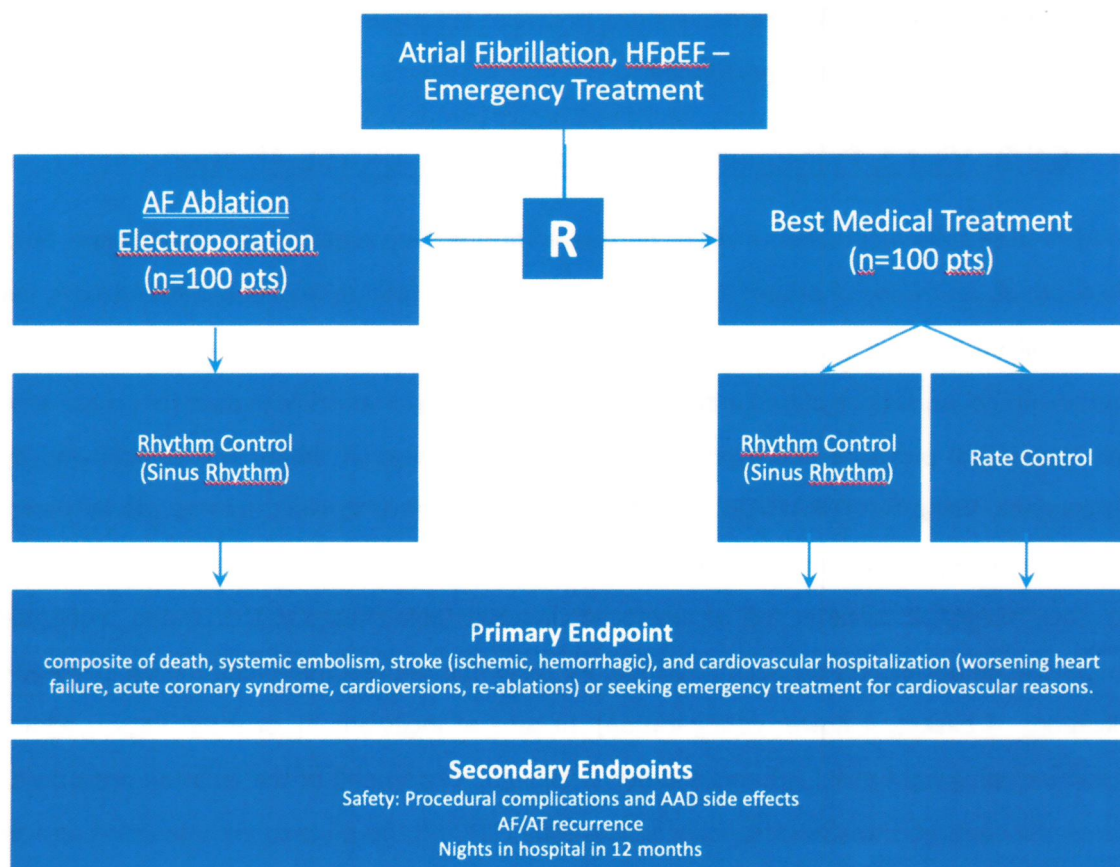 Atrial Fibrillation, HFpEF –
Emergency Treatment
AF Ablation
Electroporation
(n=100 pts)
R
Best Medical Treatment
(n=100 pts)
Rhythm Control
(Sinus Rhythm)
Rhythm Control
(Sinus Rhythm)
Rate Control
Primary Endpoint
composite of death, systemic embolism, stroke (ischemic, hemorrhagic), and cardiovascular hospitalization (worsening heart
failure, acute coronary syndrome, cardioversions, re-ablations) or seeking emergency treatment for cardiovascular reasons.
Secondary Endpoints
Safety: Procedural complications and AAD side effects
AF/AT recurrence
Nights in hospital in 12 months